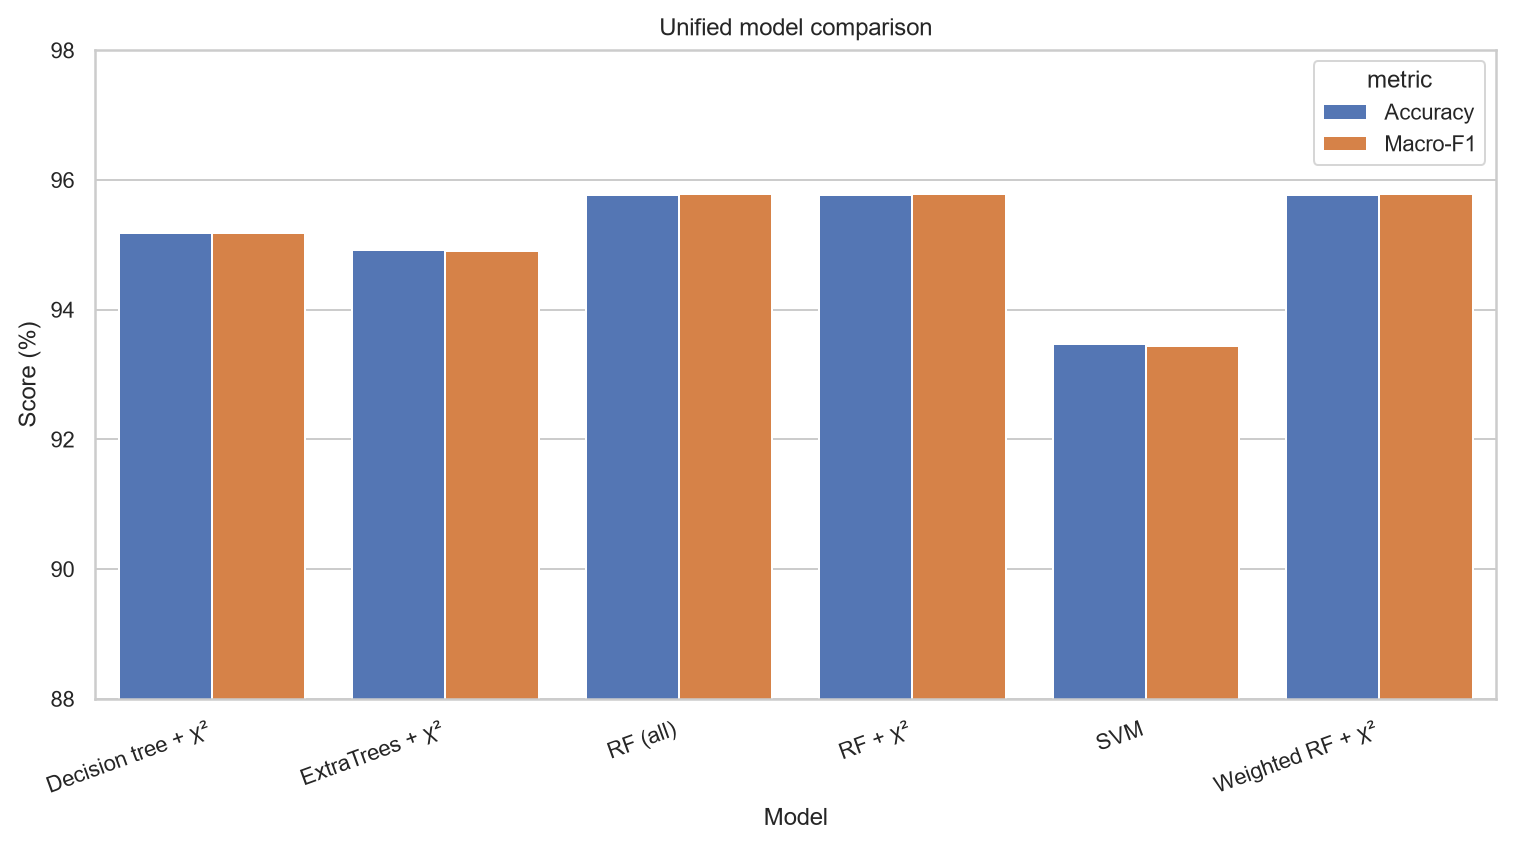 Unified model comparison
98
96
94
92
90
88
Score (%)
metric
Accuracy
Macro-F1
Decision tree + χ²
ExtraTrees + χ²
RF (all)
RF + χ²
SVM
Weighted RF + χ²
Model